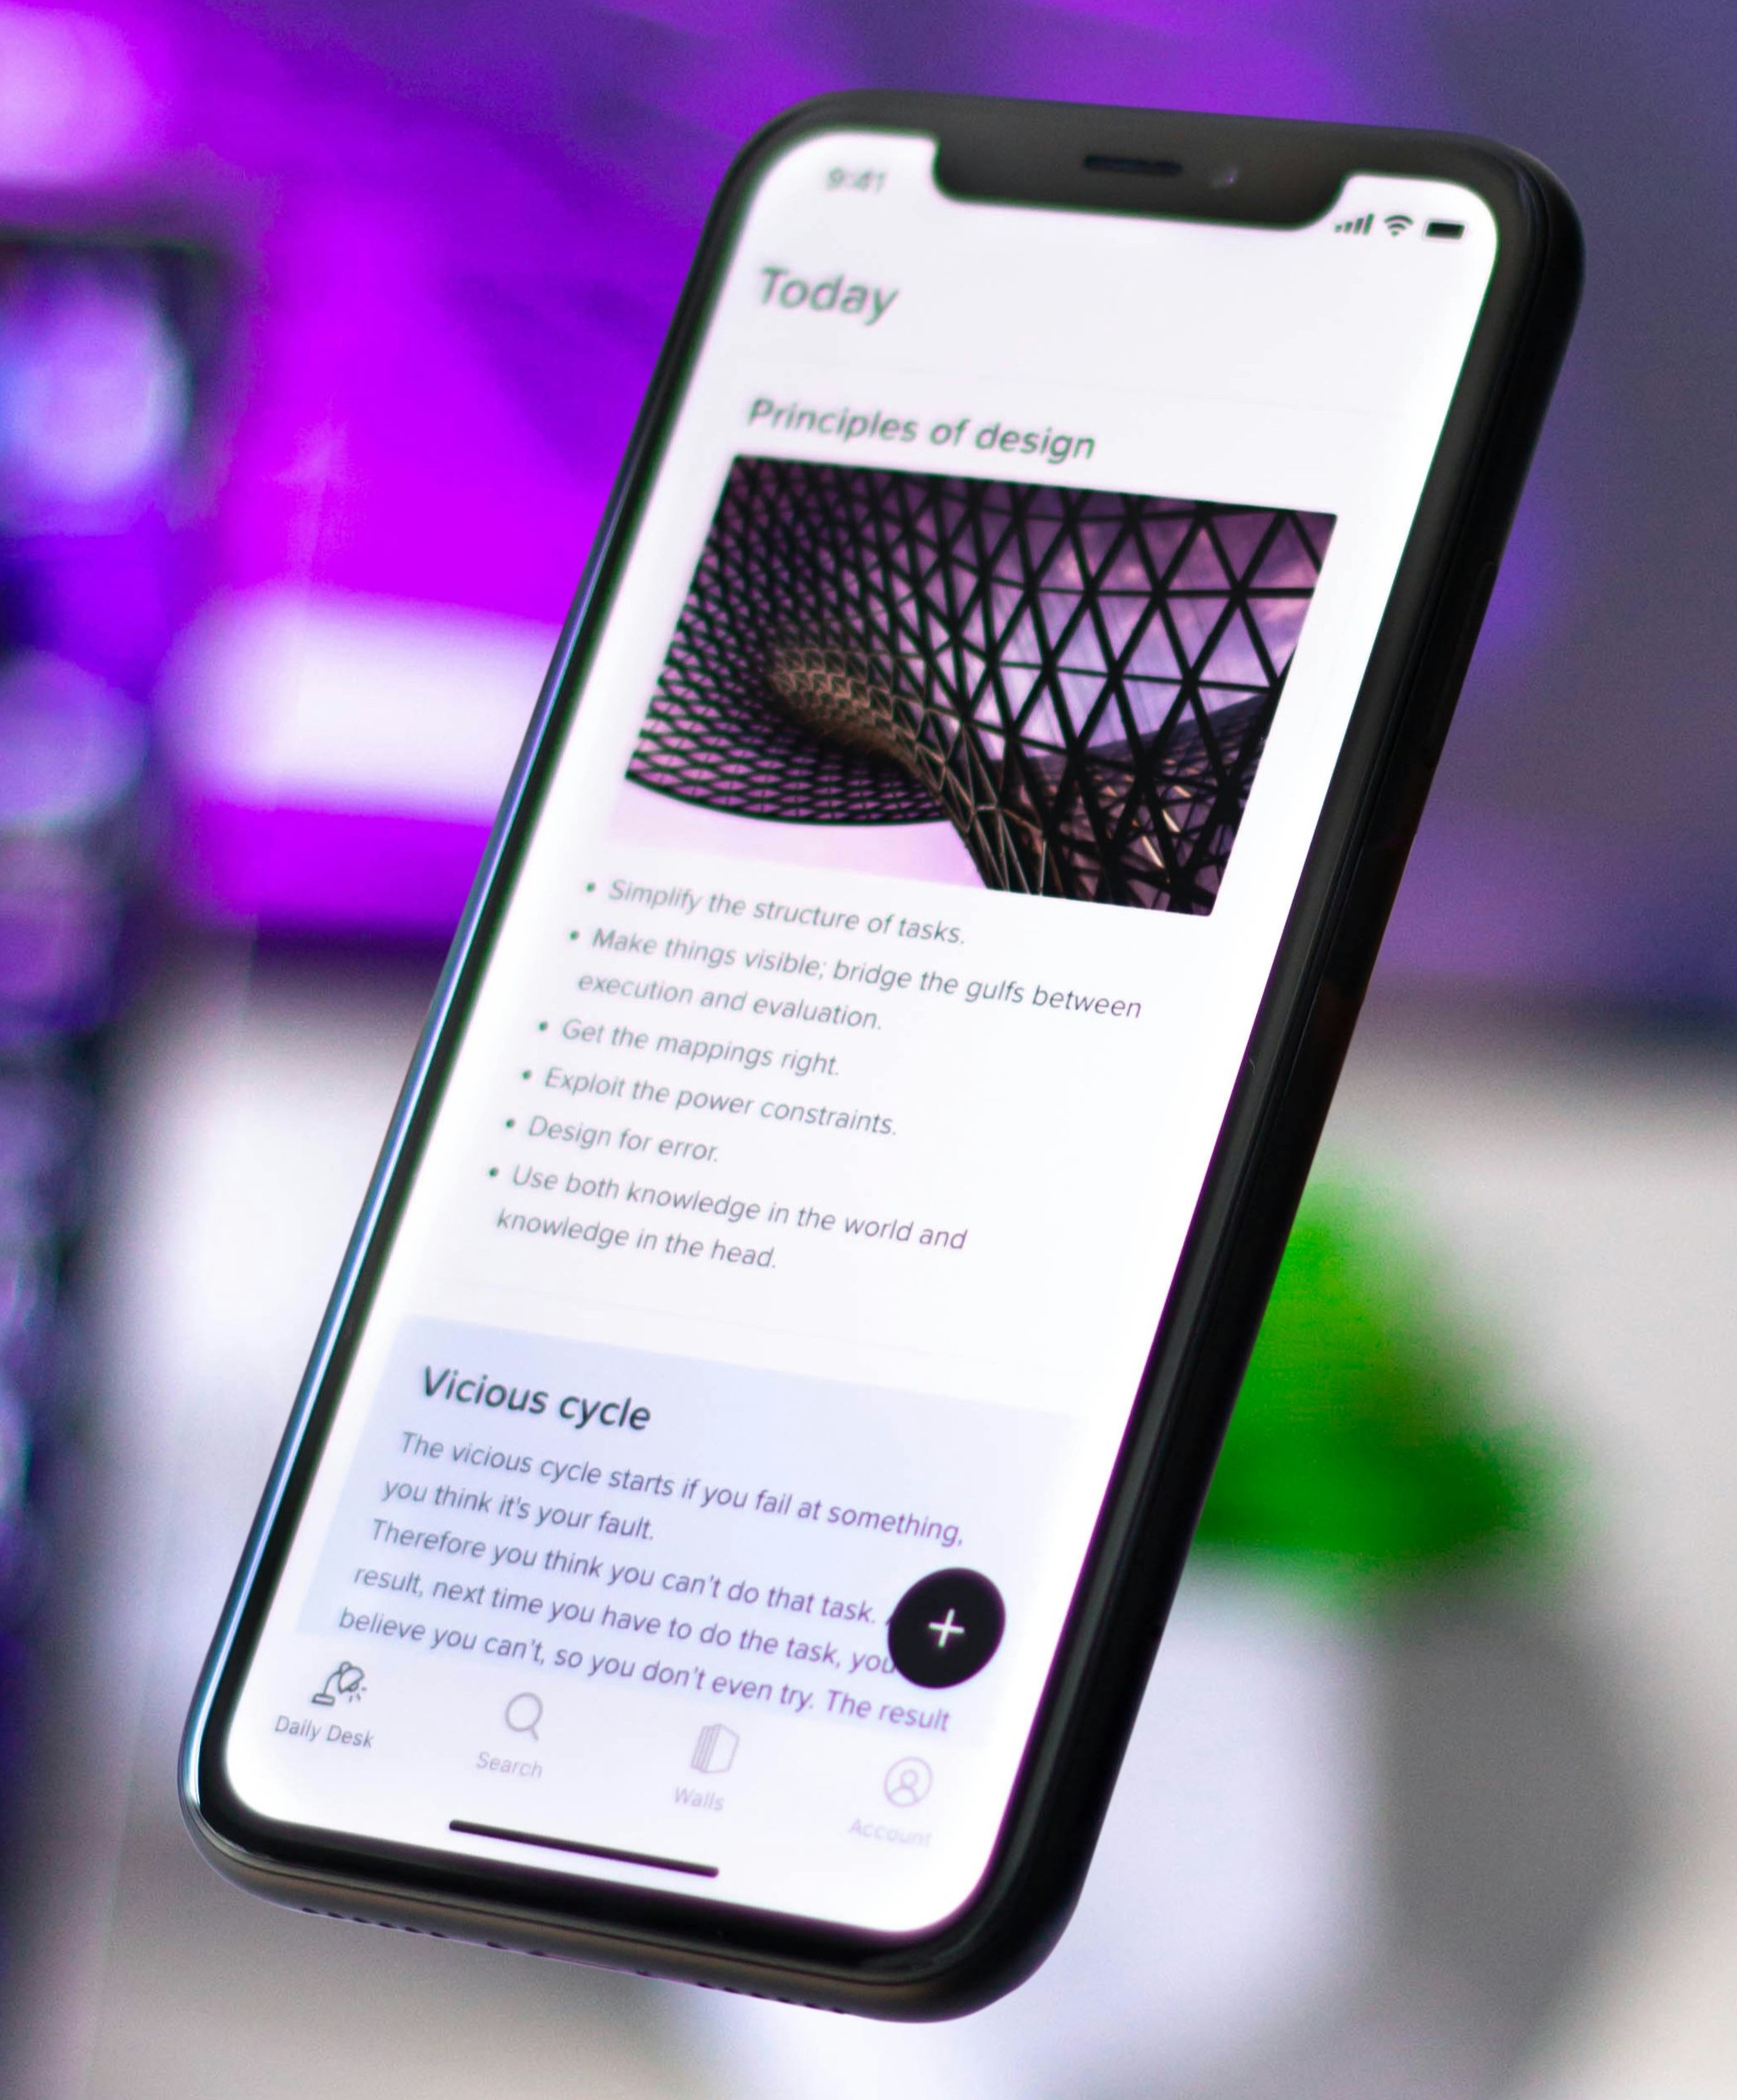 9:41
Today
Principles of design
• Simplify the structure of tasks.
• Make things visible; bridge the gulfs between
execution and evaluation.
• Get the mappings right.
• Exploit the power constraints.
• Design for error.
• Use both knowledge in the world and
knowledge in the head.
Vicious cycle
The vicious cycle starts if you fail at something,
you think it's your fault.
Therefore you think you can't do that task.
result, next time you have to do the task, you
believe you can't, so you don't even try. The result
+
Daily Desk
Search
Walls
Account